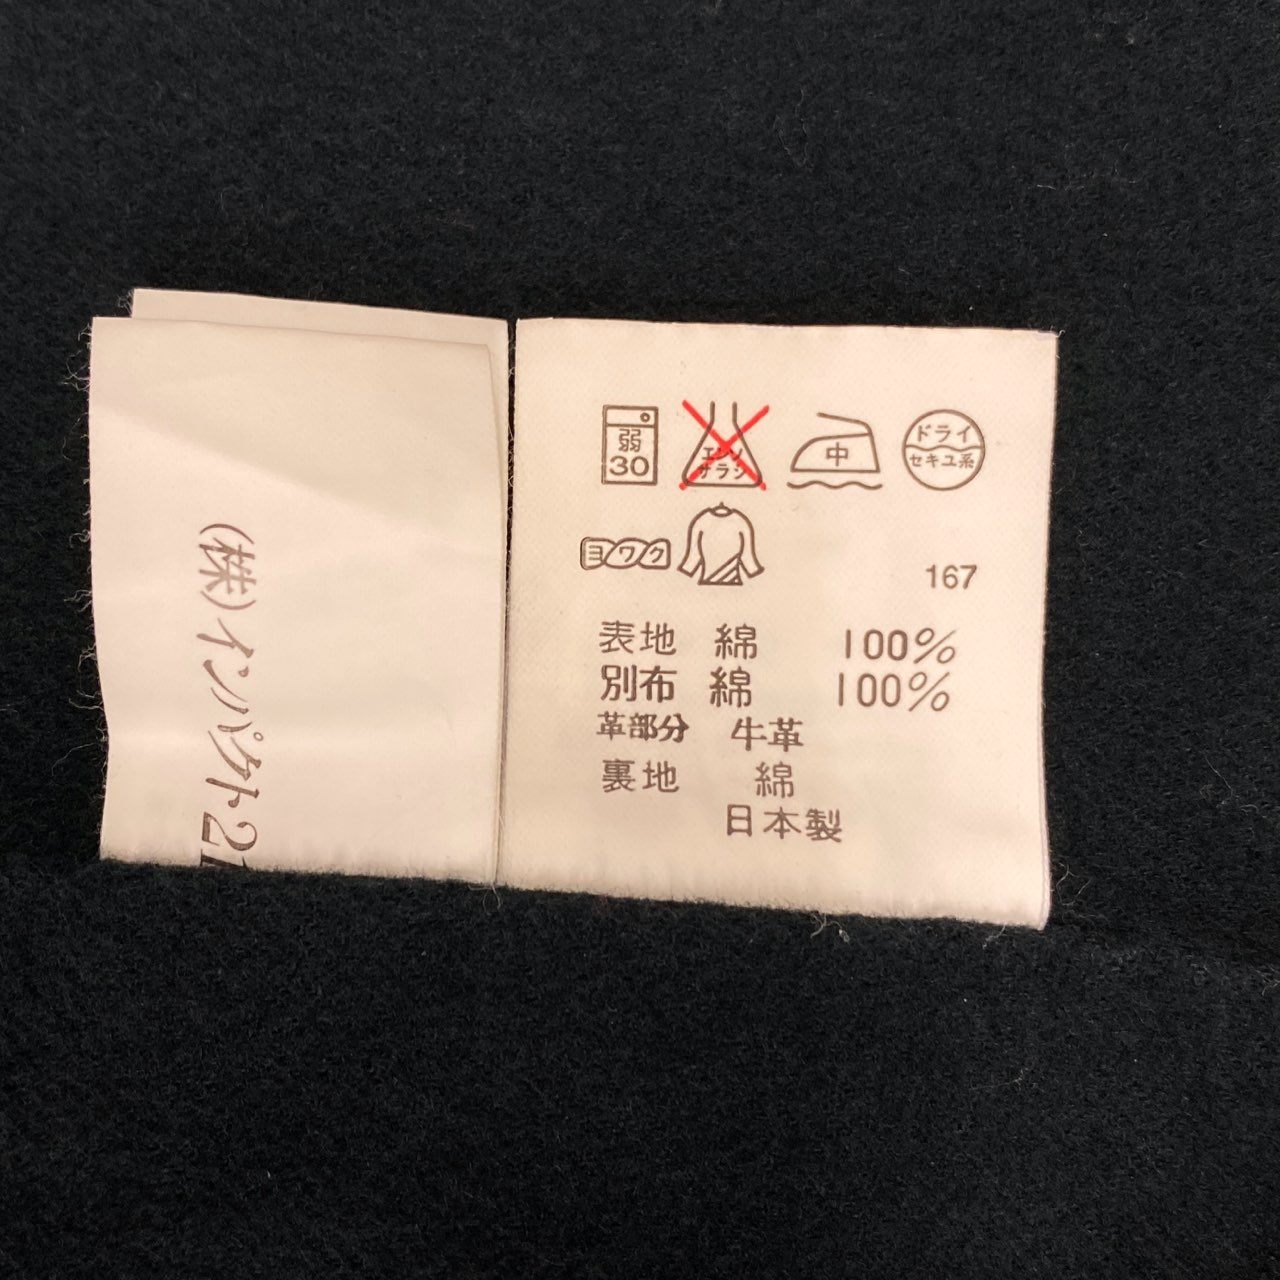 (株)インパクト21
弱
30
エンソ
サラシ
中
ドライ
セキユ系
ヨワク
167
表地 綿 100%
別布 綿 100%
革部分 牛革
裏地 綿
日本製